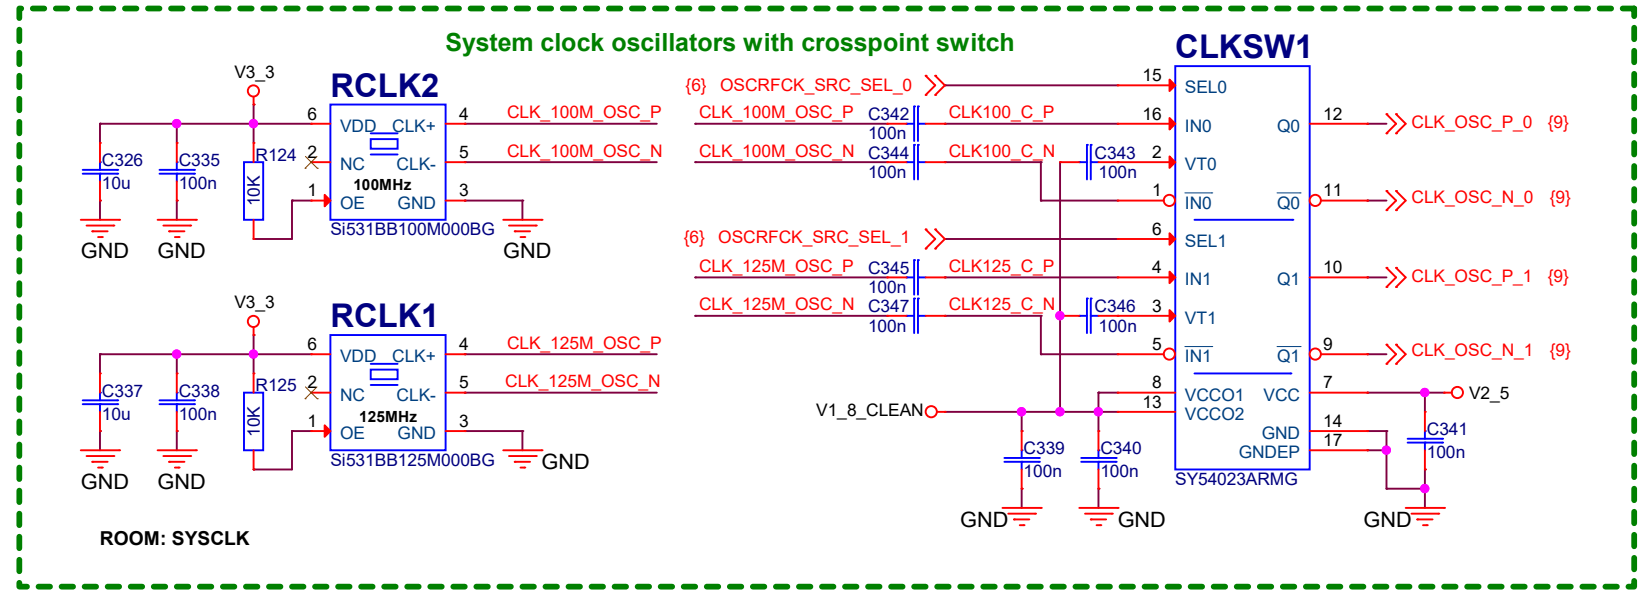 System clock oscillators with crosspoint switch
V3_3
RCLK2
6
VDD
CLK+
4
CLK_100M_OSC_P
2
NC
CLK-
5
CLK_100M_OSC_N
100MHz
1
OE
GND
3
Si531BB100M000BG
C326
10u
C335
100n
R124
10K
GND
GND
GND
V3_3
RCLK1
6
VDD
CLK+
4
CLK_125M_OSC_P
2
NC
CLK-
5
CLK_125M_OSC_N
125MHz
1
OE
GND
3
Si531BB125M000BG
C337
10u
C338
100n
R125
10K
GND
GND
GND
ROOM: SYSCLK
{6} OSCRFCK_SRC_SEL_0
CLK_100M_OSC_P
C342
100n
CLK100_C_P
CLK_100M_OSC_N
C344
100n
CLK100_C_N
C343
100n
{6} OSCRFCK_SRC_SEL_1
CLK_125M_OSC_P
C345
100n
CLK125_C_P
CLK_125M_OSC_N
C347
100n
CLK125_C_N
C346
100n
V1_8_CLEAN
C339
100n
C340
100n
GND
GND
CLKSW1
15
SEL0
16
IN0
Q0
12
CLK_OSC_P_0 {9}
2
VT0
1
IN0
Q0
11
CLK_OSC_N_0 {9}
6
SEL1
4
IN1
Q1
10
CLK_OSC_P_1 {9}
3
VT1
5
IN1
Q1
9
CLK_OSC_N_1 {9}
8
VCCO1
VCC
7
V2_5
13
VCCO2
GND
14
GNDEP
17
SY54023ARMG
C341
100n
GND